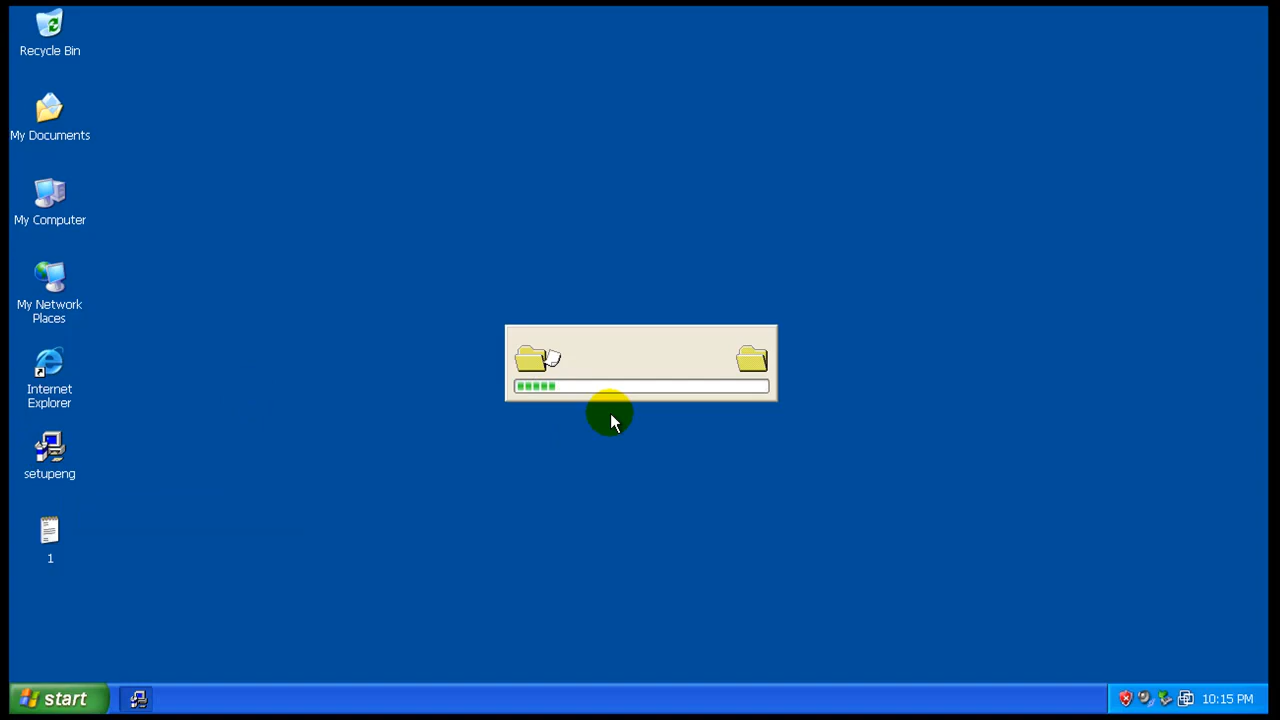 Recycle Bin
My Documents
My Computer
My Network
Places
Internet
Explorer
setupeng
1
start
10:15 PM